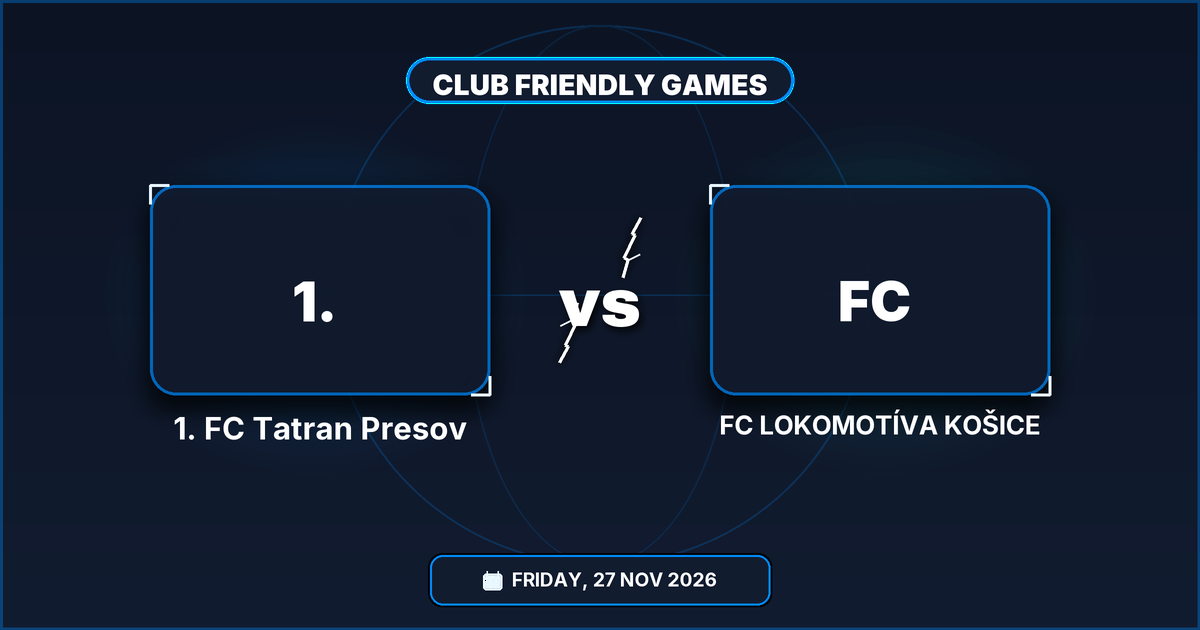 CLUB FRIENDLY GAMES
1.
vs
FC
1. FC Tatran Presov
FC LOKOMOTÍVA KOŠICE
FRIDAY, 27 NOV 2026